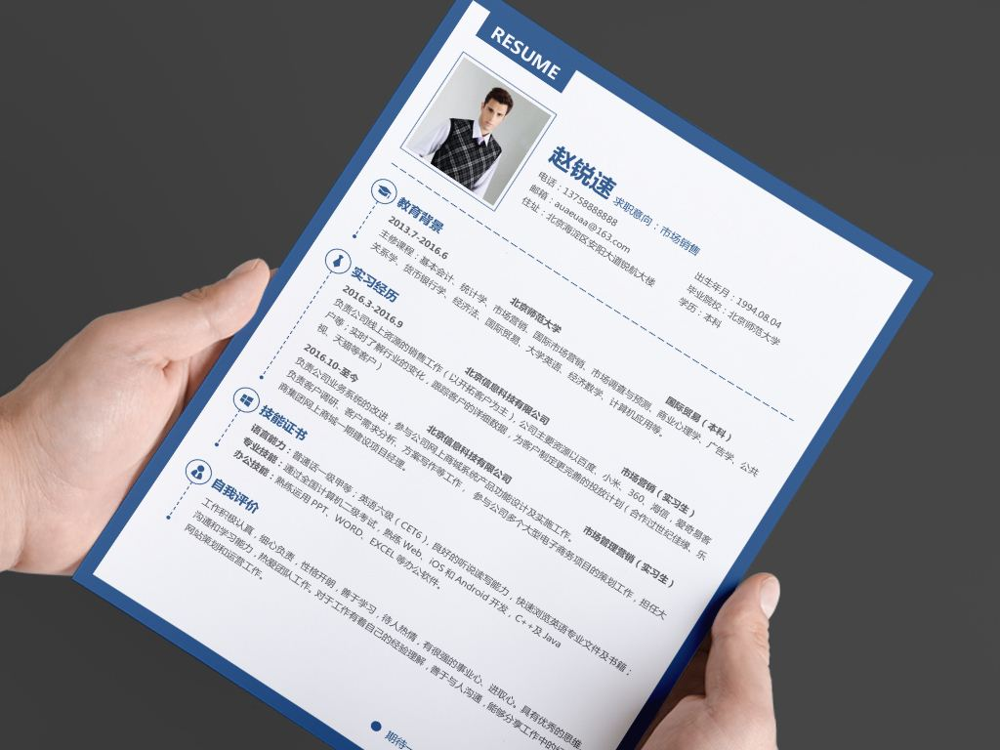 RESUME
赵锐速 求职意向：市场销售
电话：13758888888
出生年月：1994.08.04
邮箱：auaeuaa@163.com
毕业院校：北京师范大学
住址：北京海淀区安阳大道锐航大楼
学历：本科
教育背景
2013.7-2016.6 北京师范大学 国际贸易（本科）
主修课程：基本会计、统计学、市场营销、国际市场营销、市场调查与预测、商业心理学、广告学、公共
关系学、货币银行学、经济法、国际贸易、大学英语、经济数学、计算机应用等。
实习经历
2016.3-2016.9 北京信息科技有限公司 市场营销（实习生）
负责公司线上资源的销售工作（以开拓客户为主），公司主要资源以百度、小米、360、海信、爱奇易客
户等；实时了解行业的变化，跟踪客户的详细数据，为客户制定更完善的投放计划（合作过世纪佳缘、乐
视、天猫等客户）
2016.10-至今 北京信息科技有限公司 市场管理营销（实习生）
负责公司业务系统的改进，参与公司网上商城系统产品功能设计及实施工作。
负责客户调研、客户需求分析、方案写作等工作， 参与公司多个大型电子商务项目的策划工作，担任大
商集团网上商城一期建设项目经理。
技能证书
语言能力：普通话一级甲等；英语六级（CET6），良好的听说读写能力，快速浏览英语专业文件及书籍；
专业技能：通过全国计算机二级考试，熟练 Web、iOS 和 Android 开发，C++及 Java
办公技能：熟练运用 PPT、WORD、EXCEL 等办公软件。
自我评价
工作积极认真，细心负责，性格开明，善于学习，待人热情，有很强的事业心、进取心。具有优秀的思维、
沟通和学习能力，热爱团队工作。对于工作有着自己的经验理解，善于与人沟通，能够分享工作中的
网站策划和运营工作。
期待